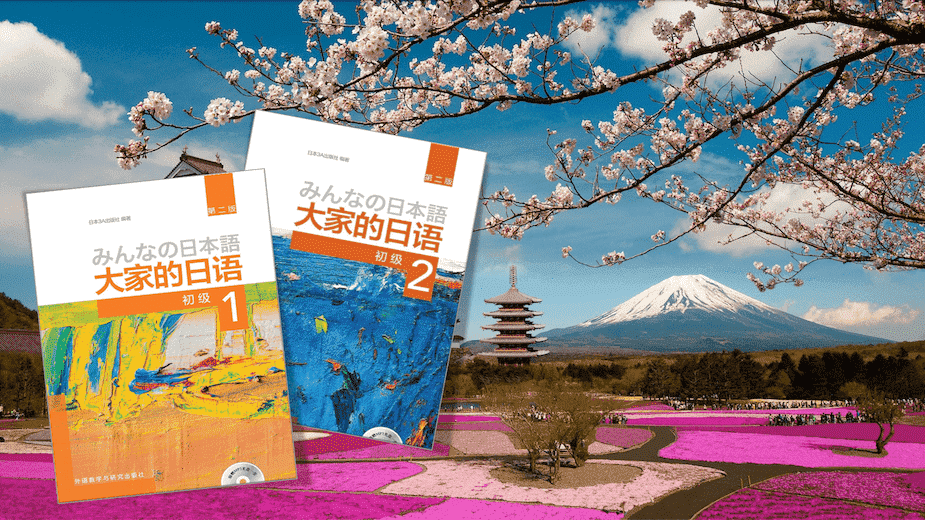 日本3A出版社 编著
第二版
みんなの日本語
大家的日语
初级 1
外语教学与研究出版社
日本3A出版社 编著
第二版
みんなの日本語
大家的日语
初级 2